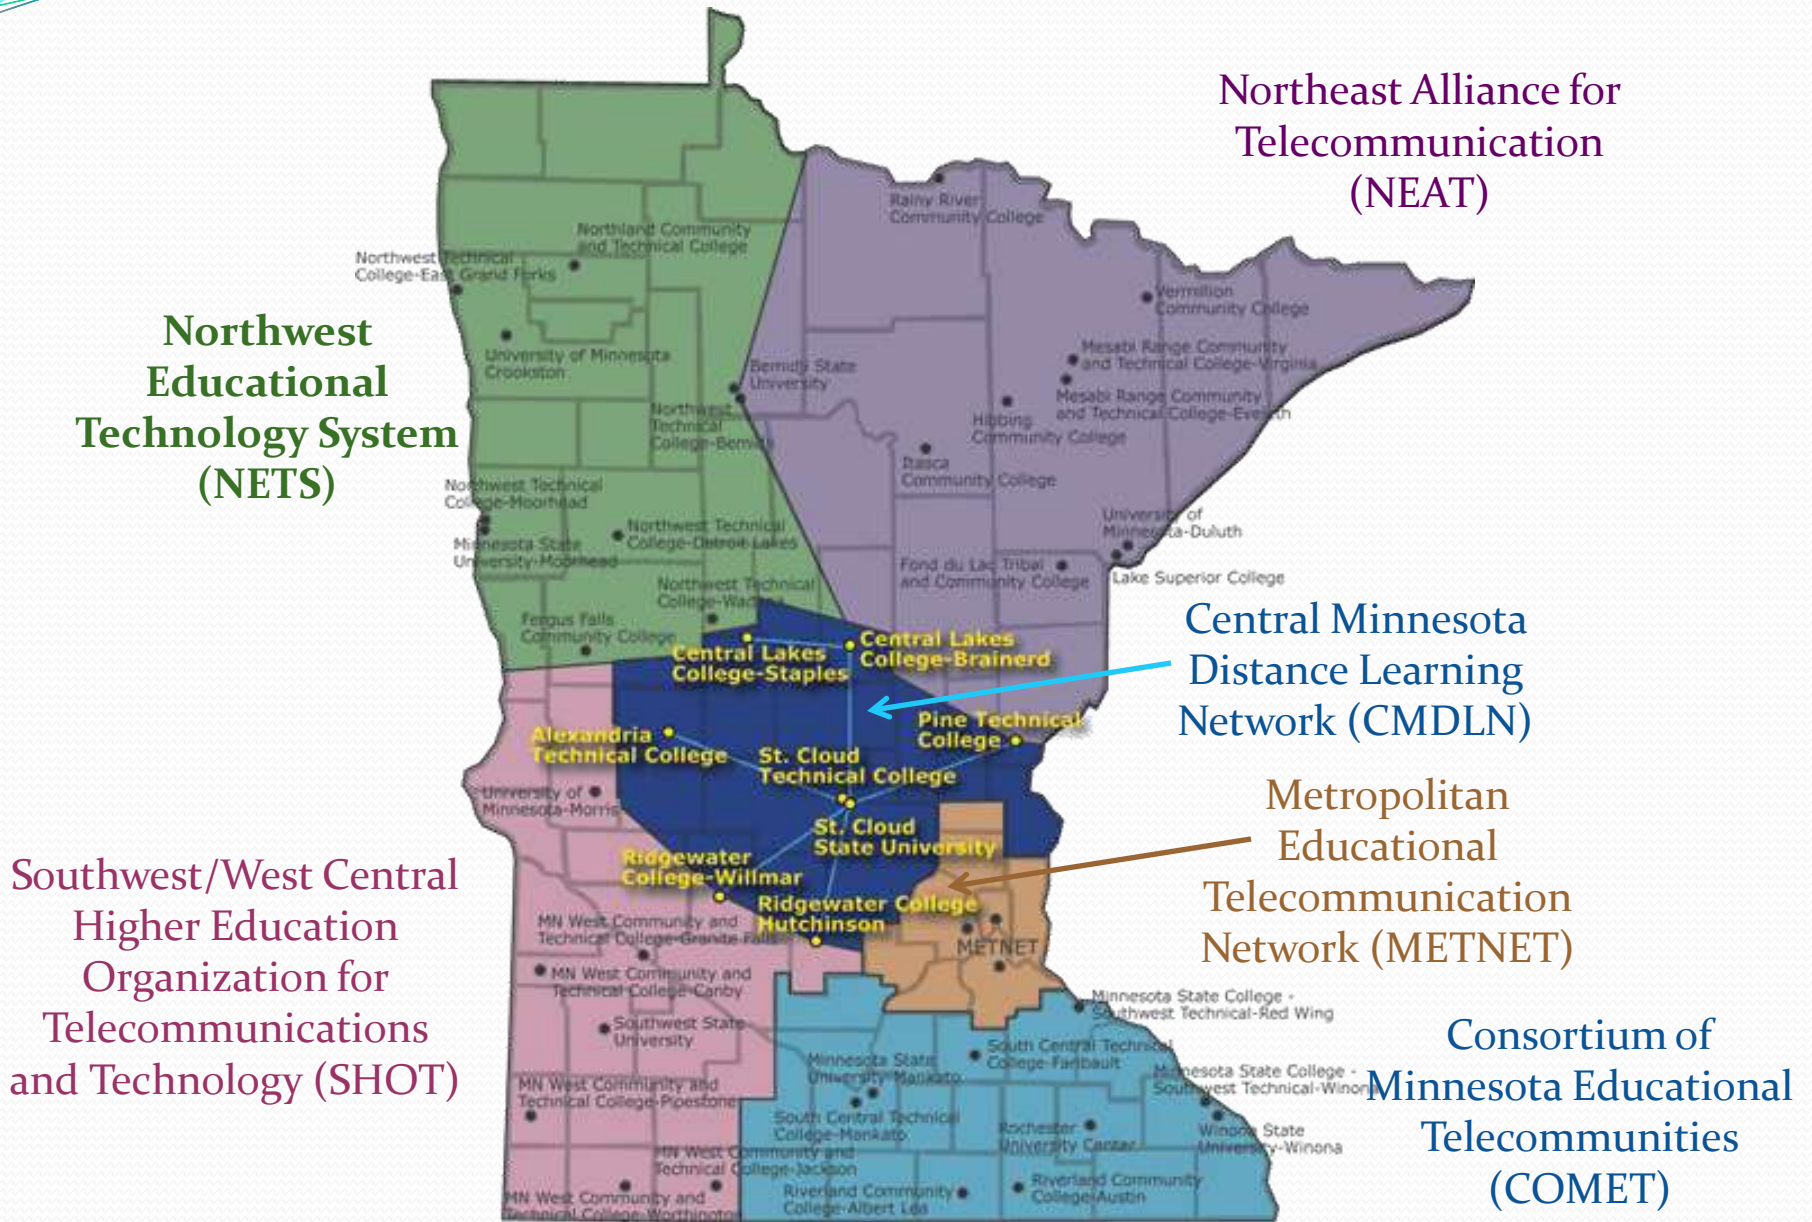 Northeast Alliance for
Telecommunication
(NEAT)
Rainy River
Community College
Northland Community
and Technical College
Northwest Technical
College-East Grand Forks
Vermillion
Community College
Northwest
Educational
Technology System
(NETS)
University of Minnesota
Crookston
Mesabi Range Community
and Technical College-Virginia
Bemidji State
University
Mesabi Range Community
and Technical College-Eveleth
Northwest
Technical
College-Bemidji
Hibbing
Community College
Itasca
Community College
Northwest Technical
College-Moorhead
University of
Minnesota-Duluth
Northwest Technical
College-Detroit Lakes
Minnesota State
University-Moorhead
Fond du Lac Tribal
and Community College
Lake Superior College
Northwest Technical
College-Wadena
Fergus Falls
Community College
Central Minnesota
Distance Learning
Network (CMDLN)
Central Lakes
College-Staples
Central Lakes
College-Brainerd
Pine Technical
College
Alexandria
Technical College
St. Cloud
Technical College
University of
Minnesota-Morris
St. Cloud
State University
Metropolitan
Educational
Telecommunication
Network (METNET)
Ridgewater
College-Willmar
Ridgewater College
Hutchinson
Southwest/West Central
Higher Education
Organization for
Telecommunications
and Technology (SHOT)
MN West Community and
Technical College-Granite Falls
METNET
MN West Community and
Technical College-Canby
Minnesota State College -
Southwest Technical-Red Wing
Southwest State
University
Consortium of
Minnesota Educational
Telecommunities
(COMET)
South Central Technical
College-Faribault
Minnesota State
University-Mankato
Minnesota State College -
Southwest Technical-Winona
MN West Community and
Technical College-Pipestone
South Central Technical
College-Mankato
Rochester
University Center
Winona State
University-Winona
MN West Community and
Technical College-Jackson
Riverland Community
College-Albert Lea
Riverland Community
College-Austin
MN West Community and
Technical College-Worthington